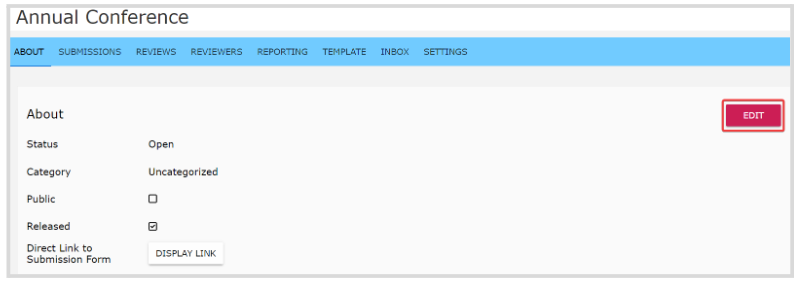 Annual Conference
ABOUT SUBMISSIONS REVIEWS REVIEWERS REPORTING TEMPLATE INBOX SETTINGS
About EDIT
Status Open
Category Uncategorized
Public
Released
Direct Link to
Submission Form DISPLAY LINK